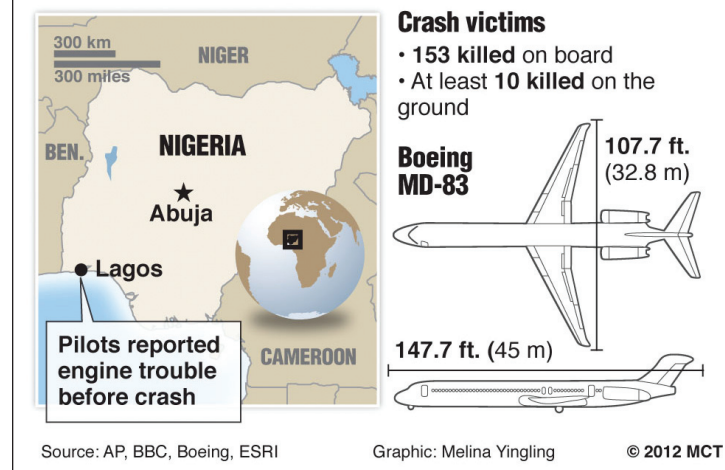 300 km
300 miles
NIGER
BEN.
NIGERIA
Abuja
Lagos
Pilots reported
engine trouble
before crash
CAMEROON
Crash victims
• 153 killed on board
• At least 10 killed on the
ground
Boeing
MD-83
107.7 ft.
(32.8 m)
147.7 ft. (45 m)
Source: AP, BBC, Boeing, ESRI
Graphic: Melina Yingling
© 2012 MCT